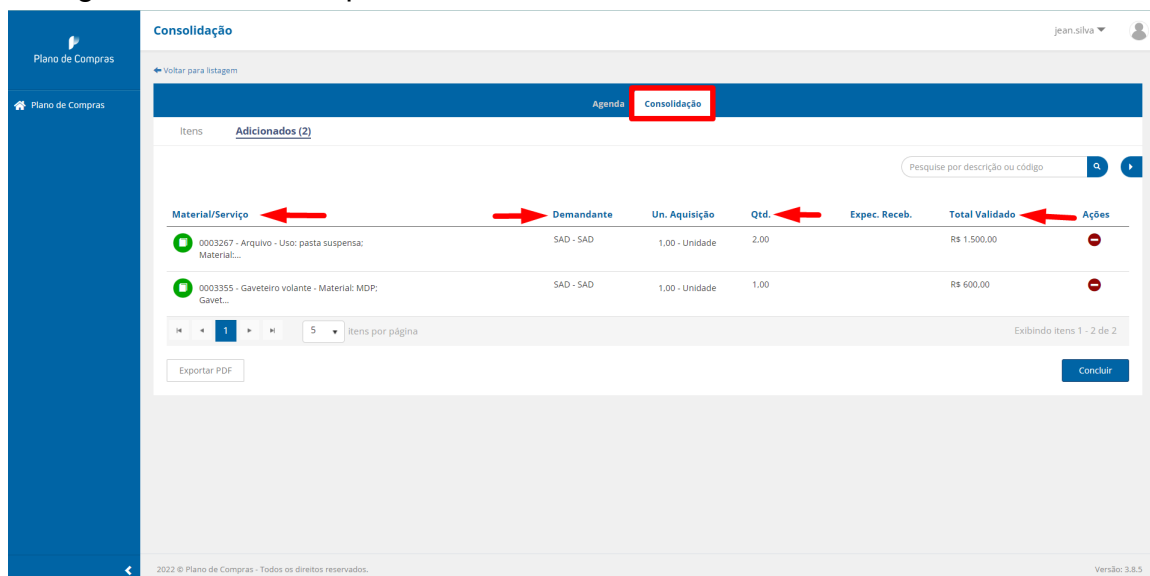 Consolidação
jean.silva
Plano de Compras
Voltar para listagem
Plano de Compras
Agenda Consolidação
Itens Adicionados (2)
Pesquise por descrição ou código
Material/Serviço Demandante Un. Aquisição Qtd. Expec. Receb. Total Validado Ações
0003267 - Arquivo - Uso: pasta suspensa; SAD - SAD 1,00 - Unidade 2,00 R$ 1.500,00
Material:...
0003355 - Gaveteiro volante - Material: MDP; SAD - SAD 1,00 - Unidade 1,00 R$ 600,00
Gavet...
1 5 itens por página Exibindo itens 1 - 2 de 2
Exportar PDF Concluir
2022 © Plano de Compras - Todos os direitos reservados. Versão: 3.8.5